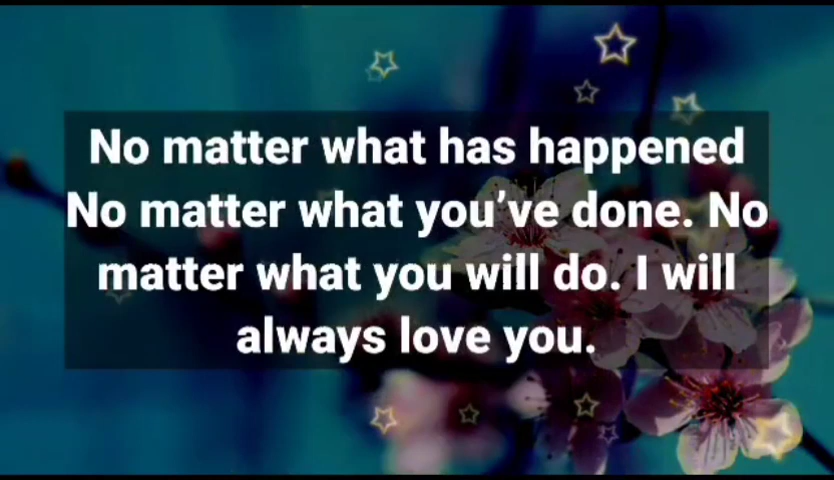 No matter what has happened
No matter what you’ve done. No
matter what you will do. I will
always love you.